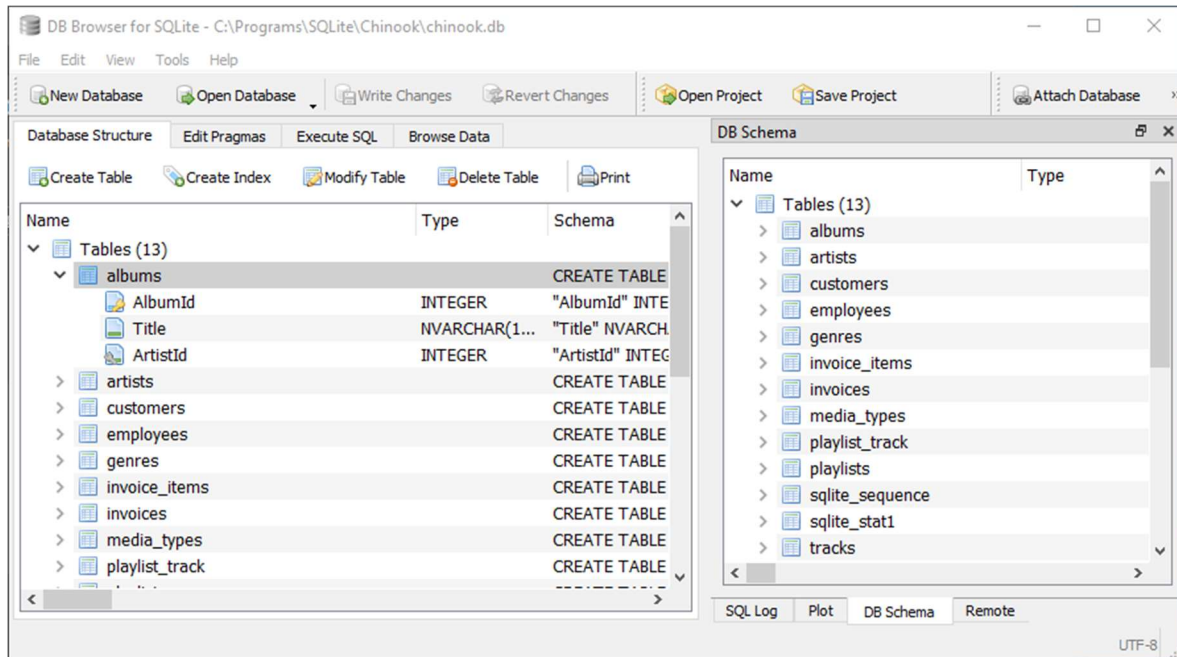 DB Browser for SQLite - C:\Programs\SQLite\Chinook\chinook.db
File Edit View Tools Help
New Database Open Database Write Changes Revert Changes Open Project Save Project Attach Database »
Database Structure Edit Pragmas Execute SQL Browse Data
Create Table Create Index Modify Table Delete Table Print
Name Type Schema
Tables (13)
albums CREATE TABLE
AlbumId INTEGER "AlbumId" INTE
Title NVARCHAR(1... "Title" NVARCH
ArtistId INTEGER "ArtistId" INTEG
artists CREATE TABLE
customers CREATE TABLE
employees CREATE TABLE
genres CREATE TABLE
invoice_items CREATE TABLE
invoices CREATE TABLE
media_types CREATE TABLE
playlist_track CREATE TABLE
DB Schema
Name Type
Tables (13)
albums
artists
customers
employees
genres
invoice_items
invoices
media_types
playlist_track
playlists
sqlite_sequence
sqlite_stat1
tracks
SQL Log Plot DB Schema Remote
UTF-8